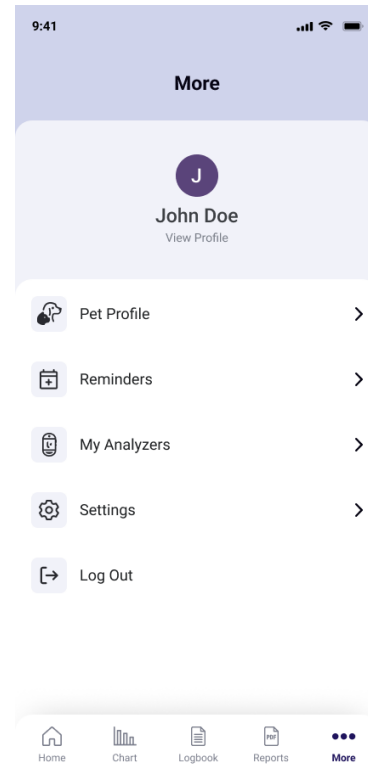 9:41
More
J
John Doe
View Profile
Pet Profile
Reminders
My Analyzers
Settings
Log Out
PDF
Home Chart Logbook Reports More